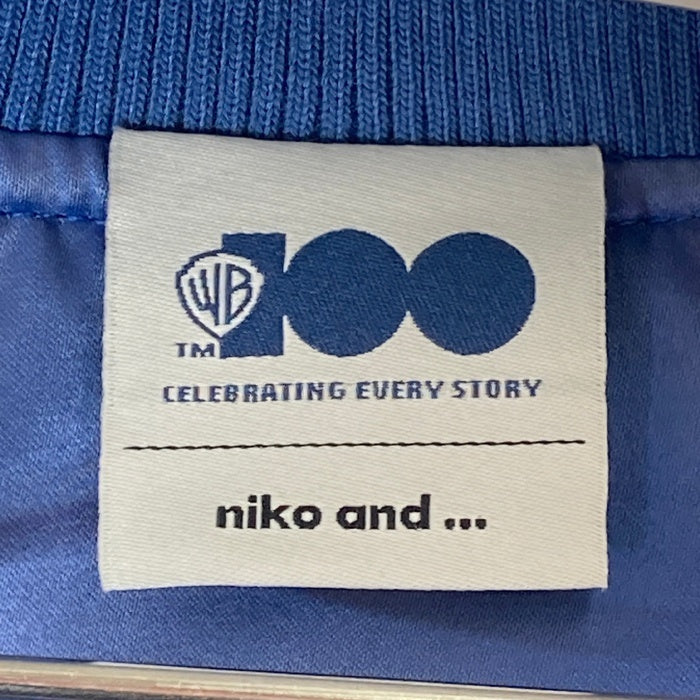 WB 100
TM
CELEBRATING EVERY STORY
niko and ...